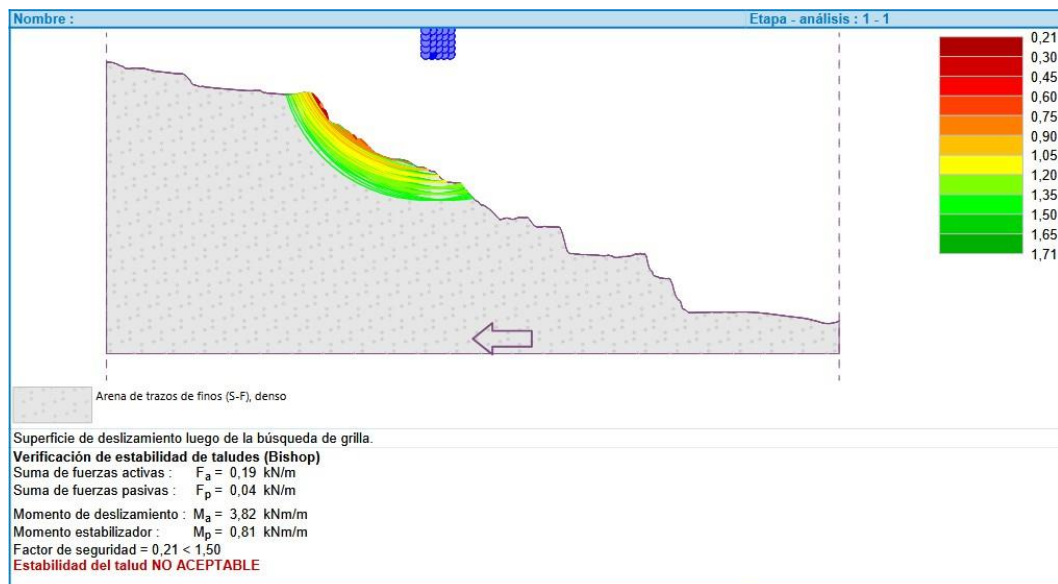 Nombre :
Etapa - análisis : 1 - 1
0,21
0,30
0,45
0,60
0,75
0,90
1,05
1,20
1,35
1,50
1,65
1,71
Arena de trazos de finos (S-F), denso
Superficie de deslizamiento luego de la búsqueda de grilla.
Verificación de estabilidad de taludes (Bishop)
Suma de fuerzas activas : Fa = 0,19 kN/m
Suma de fuerzas pasivas : Fp = 0,04 kN/m
Momento de deslizamiento : Ma = 3,82 kNm/m
Momento estabilizador : Mp = 0,81 kNm/m
Factor de seguridad = 0,21 < 1,50
Estabilidad del talud NO ACEPTABLE